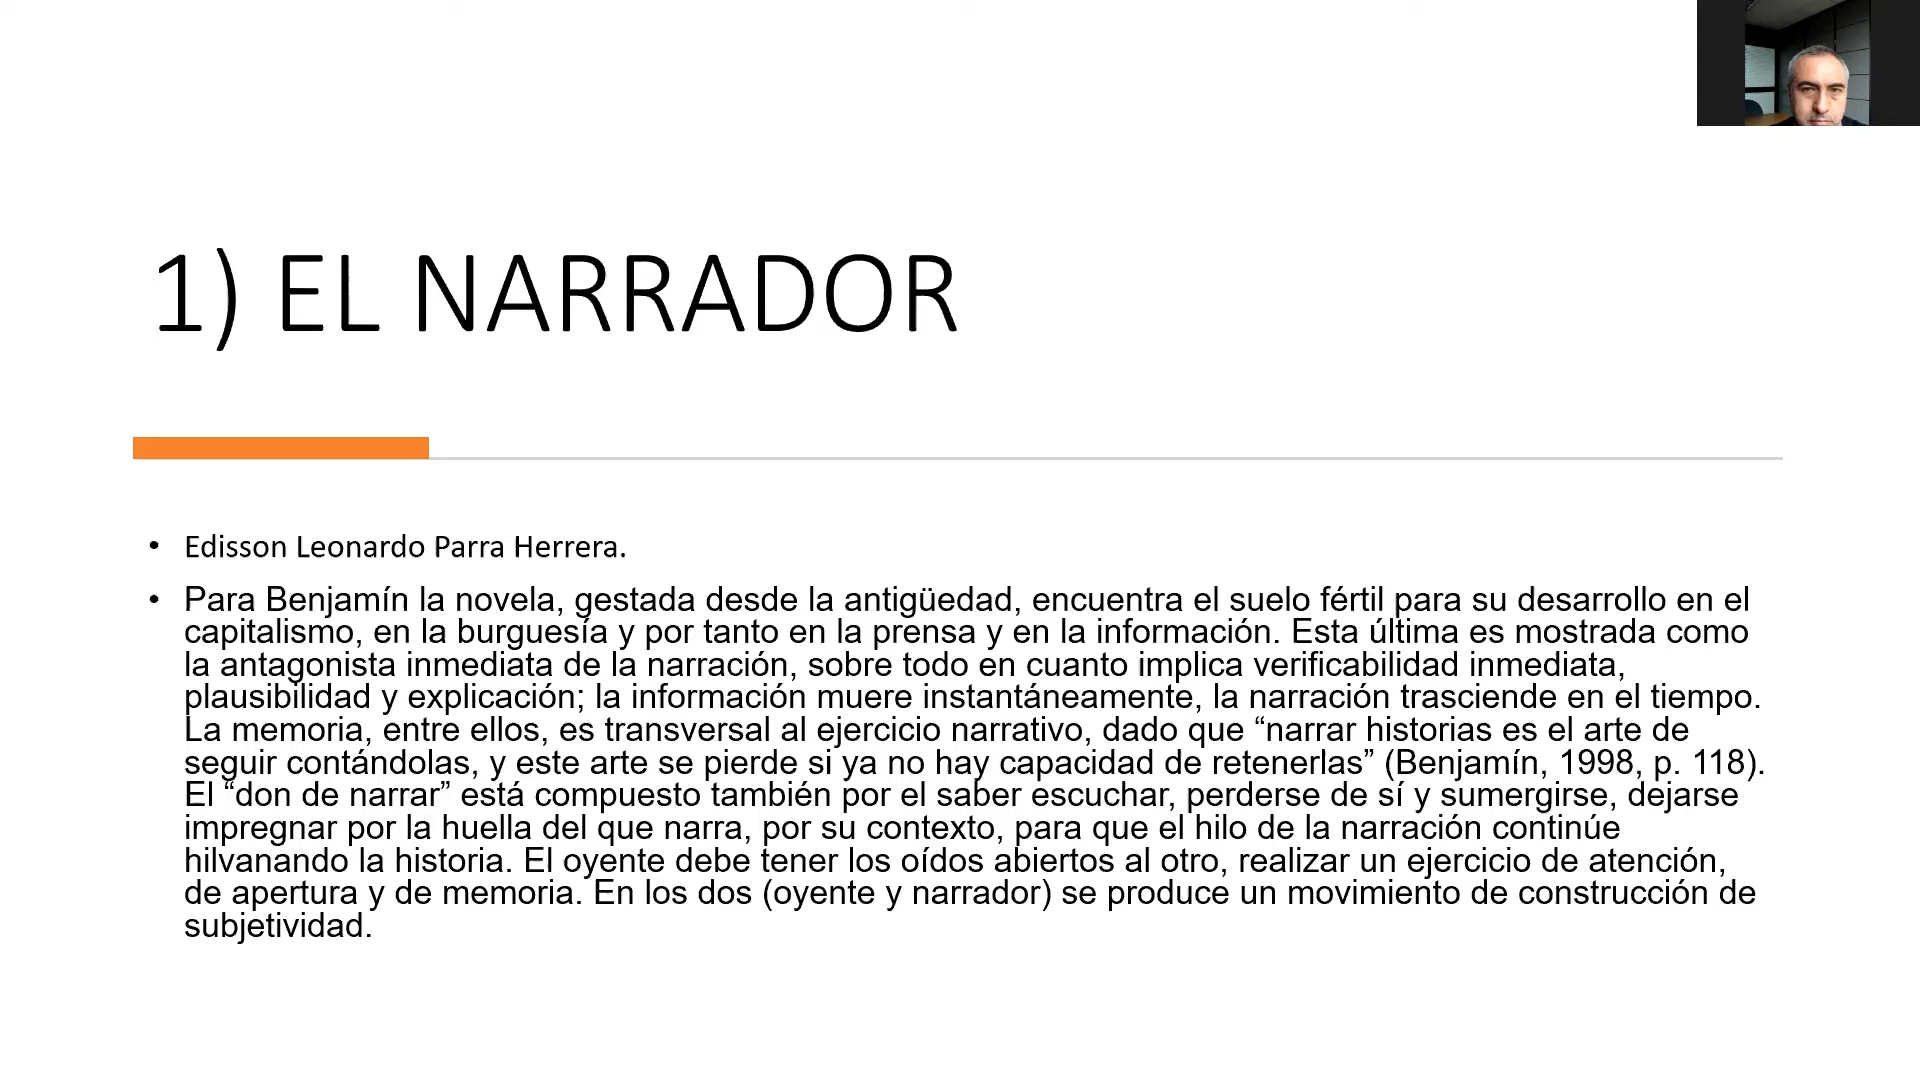 1) EL NARRADOR
• Edisson Leonardo Parra Herrera.
• Para Benjamín la novela, gestada desde la antigüedad, encuentra el suelo fértil para su desarrollo en el
capitalismo, en la burguesía y por tanto en la prensa y en la información. Esta última es mostrada como
la antagonista inmediata de la narración, sobre todo en cuanto implica verificabilidad inmediata,
plausibilidad y explicación; la información muere instantáneamente, la narración trasciende en el tiempo.
La memoria, entre ellos, es transversal al ejercicio narrativo, dado que “narrar historias es el arte de
seguir contándolas, y este arte se pierde si ya no hay capacidad de retenerlas” (Benjamín, 1998, p. 118).
El “don de narrar” está compuesto también por el saber escuchar, perderse de sí y sumergirse, dejarse
impregnar por la huella del que narra, por su contexto, para que el hilo de la narración continúe
hilvanando la historia. El oyente debe tener los oídos abiertos al otro, realizar un ejercicio de atención,
de apertura y de memoria. En los dos (oyente y narrador) se produce un movimiento de construcción de
subjetividad.